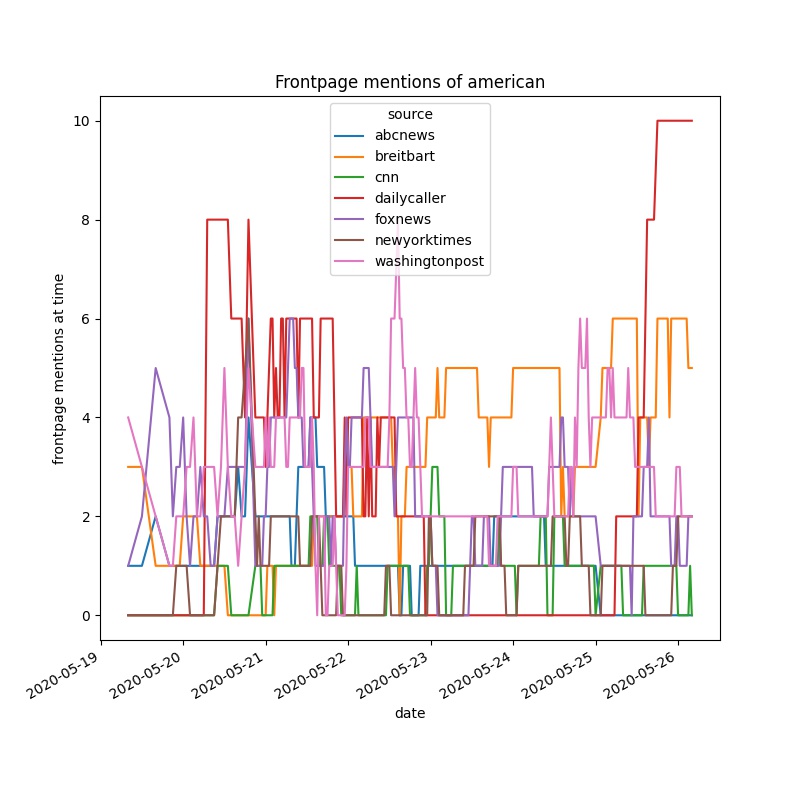 Frontpage mentions of american
source
abcnews
breitbart
cnn
dailycaller
foxnews
newyorktimes
washingtonpost
frontpage mentions at time
10
8
6
4
2
0
2020-05-19
2020-05-20
2020-05-21
2020-05-22
2020-05-23
2020-05-24
2020-05-25
2020-05-26
date